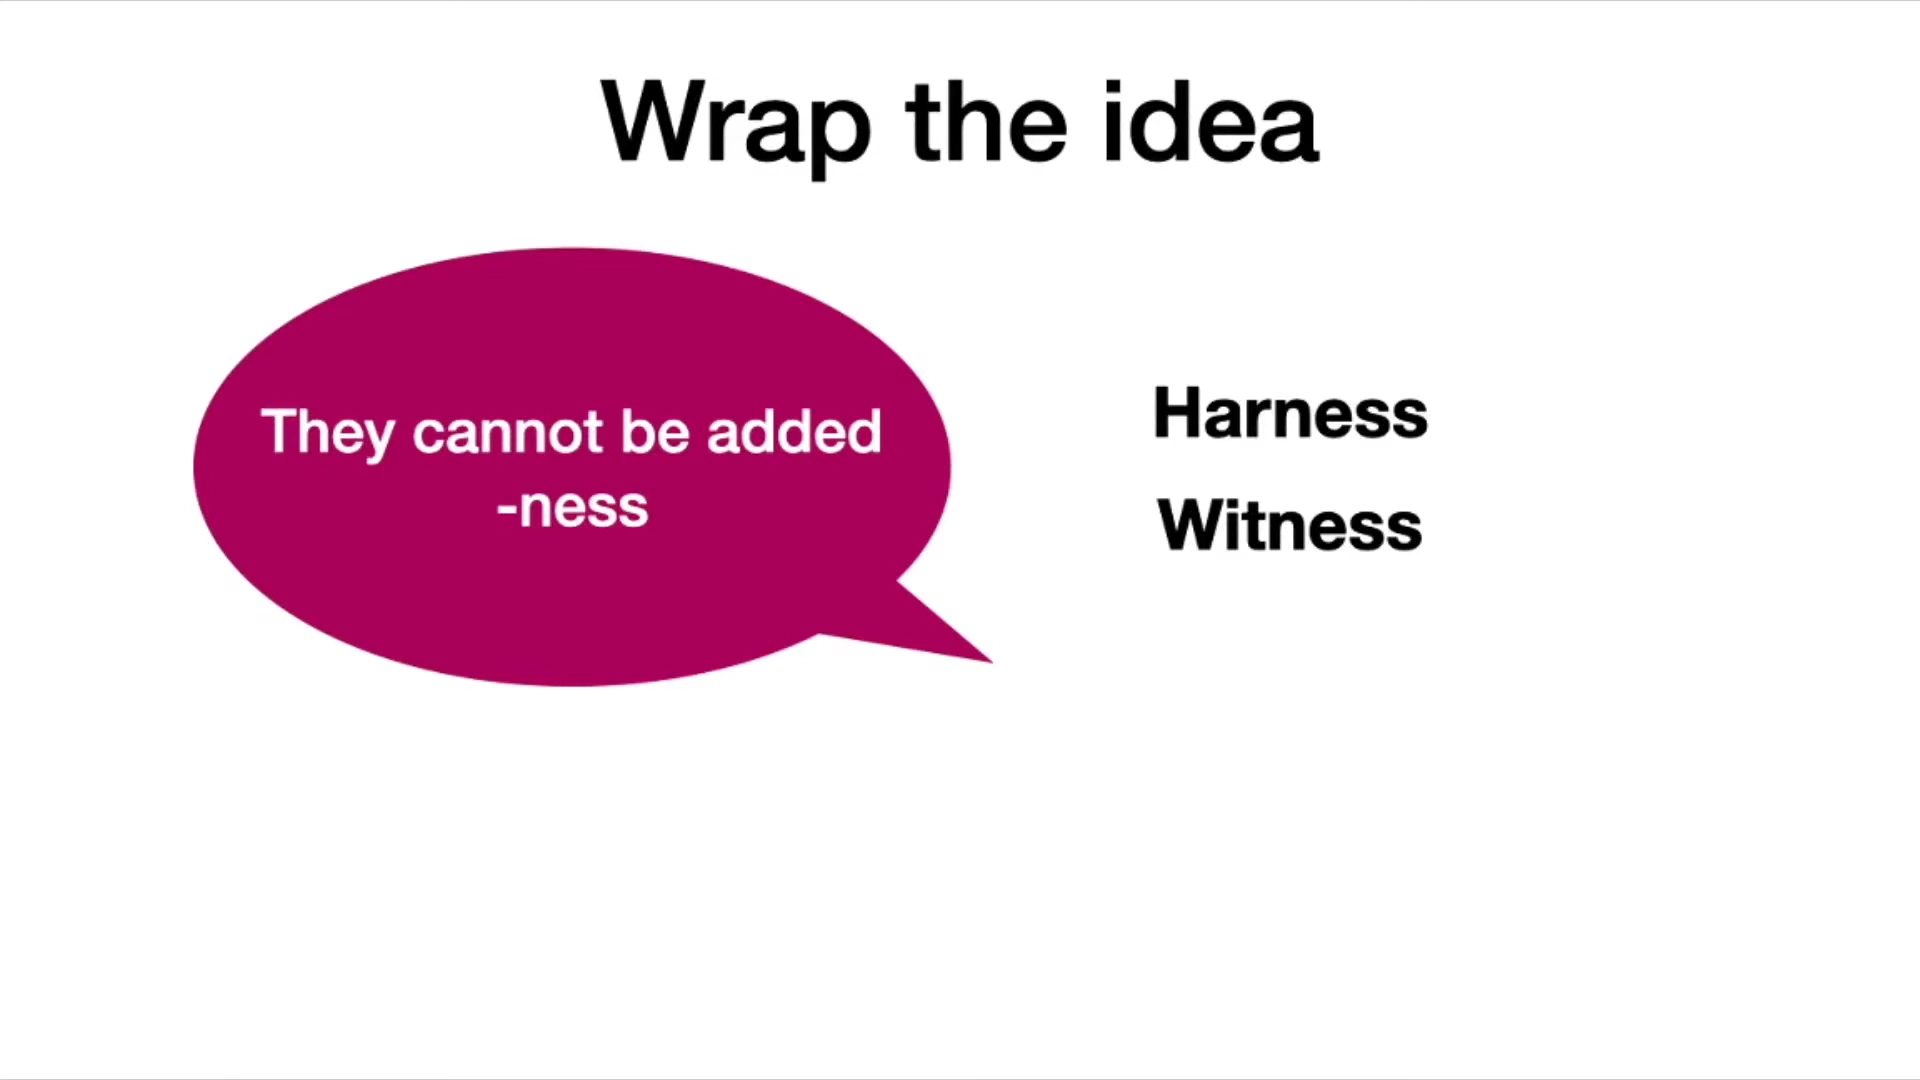 Wrap the idea
They cannot be added
-ness
Harness
Witness